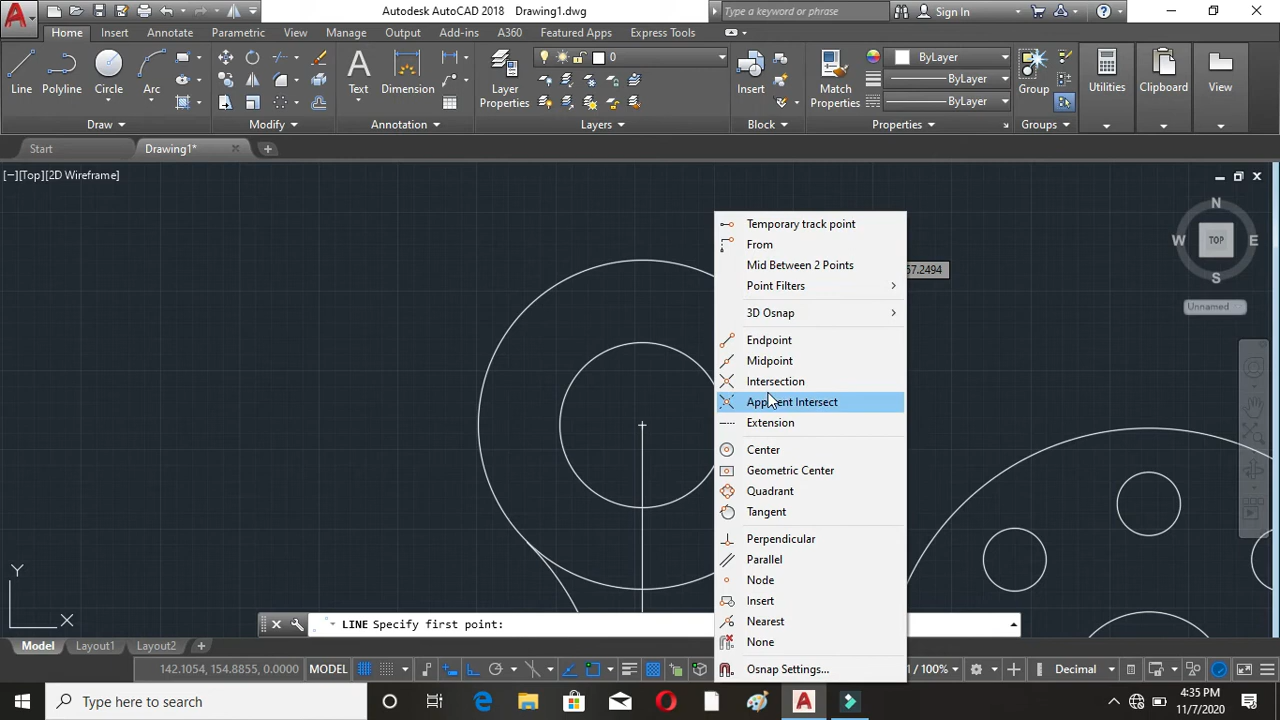 Autodesk AutoCAD 2018 Drawing1.dwg
Type a keyword or phrase
Sign In
Home Insert Annotate Parametric View Manage Output Add-ins A360 Featured Apps Express Tools
Line Polyline Circle Arc
Text Dimension
Layer Properties
0
Insert
Match Properties
ByLayer
ByLayer
ByLayer
Group
Utilities
Clipboard
View
Draw Modify Annotation Layers Block Properties Groups
Start Drawing1*
[−][Top][2D Wireframe]
N
W TOP E
S
Unnamed
57.2494
Temporary track point
From
Mid Between 2 Points
Point Filters
3D Osnap
Endpoint
Midpoint
Intersection
Apparent Intersect
Extension
Center
Geometric Center
Quadrant
Tangent
Perpendicular
Parallel
Node
Insert
Nearest
None
Osnap Settings...
Y
X
LINE Specify first point:
Model Layout1 Layout2
142.1054, 154.8855, 0.0000 MODEL
/ 100%
Decimal
Type here to search
4:35 PM
11/7/2020